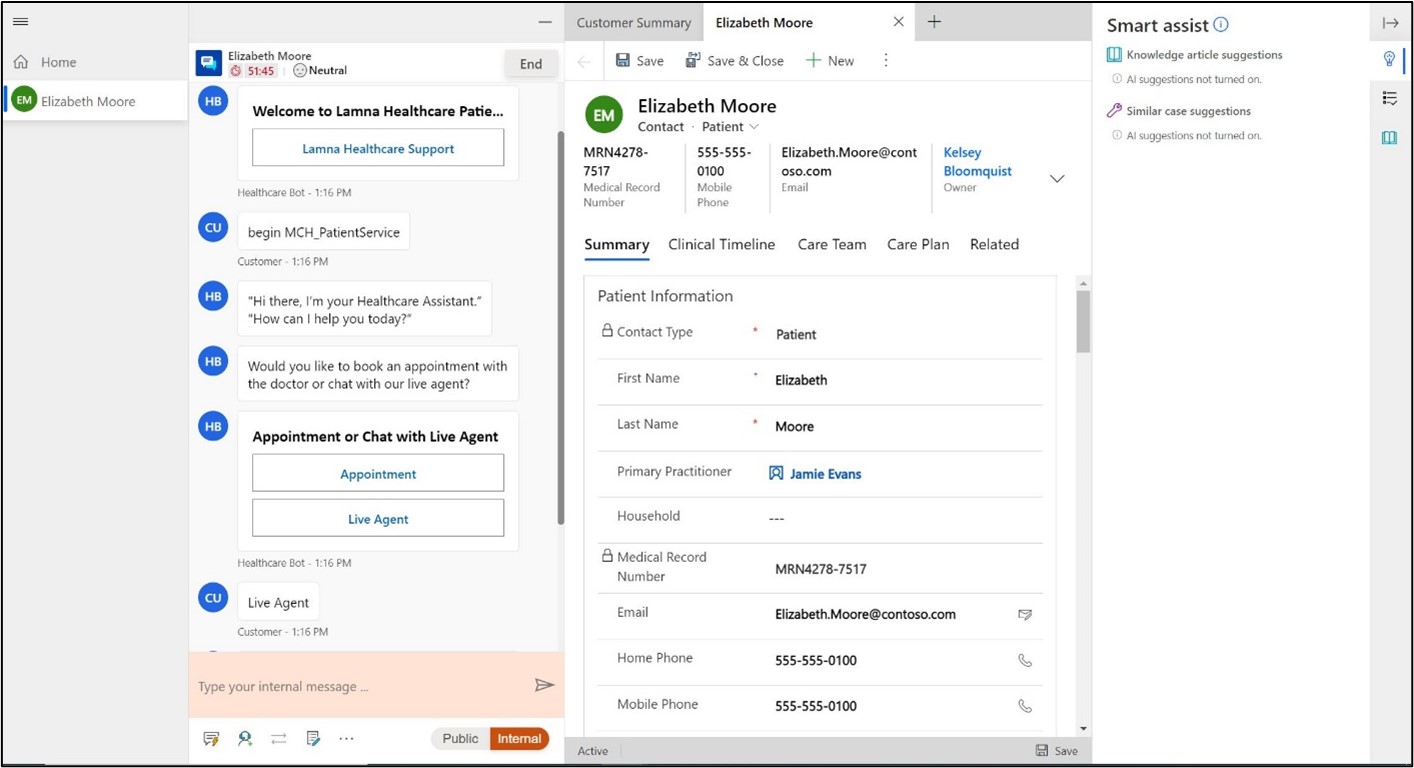 Home
EM
Elizabeth Moore
Elizabeth Moore
51:45
Neutral
End
HB
Welcome to Lamna Healthcare Patie...
Lamna Healthcare Support
Healthcare Bot - 1:16 PM
CU
begin MCH_PatientService
Customer - 1:16 PM
HB
"Hi there, I'm your Healthcare Assistant."
"How can I help you today?"
HB
Would you like to book an appointment with
the doctor or chat with our live agent?
HB
Appointment or Chat with Live Agent
Appointment
Live Agent
Healthcare Bot - 1:16 PM
CU
Live Agent
Customer - 1:16 PM
Type your internal message ...
Public
Internal
Customer Summary
Elizabeth Moore
Save
Save & Close
New
EM
Elizabeth Moore
Contact · Patient
MRN4278-
7517
Medical Record
Number
555-555-
0100
Mobile
Phone
Elizabeth.Moore@cont
oso.com
Email
Kelsey
Bloomquist
Owner
Summary
Clinical Timeline
Care Team
Care Plan
Related
Patient Information
Contact Type * Patient
First Name * Elizabeth
Last Name * Moore
Primary Practitioner Jamie Evans
Household ---
Medical Record
Number
MRN4278-7517
Email Elizabeth.Moore@contoso.com
Home Phone 555-555-0100
Mobile Phone 555-555-0100
Active
Save
Smart assist
Knowledge article suggestions
AI suggestions not turned on.
Similar case suggestions
AI suggestions not turned on.